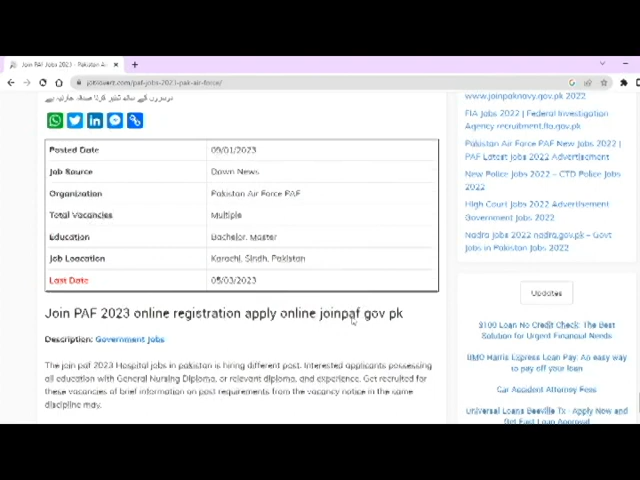 Join PAF Jobs 2023 - Pakistan Ai
jobslovert.com/paf-jobs-2023-pak-air-force/
Posted Date 09/01/2023
Job Source Dawn News
Organization Pakistan Air Force PAF
Total Vacancies Multiple
Education Bachelor, Master
Job Location Karachi, Sindh, Pakistan
Last Date 05/03/2023
Join PAF 2023 online registration apply online joinpaf gov pk
Description: Government Jobs
The join paf 2023 Hospital jobs in pakistan is hiring different post. Interested applicants possessing
all education with General Nursing Diploma, or relevant diploma, and experience. Get recruited for
these vacancies of brief information on post requirements from the vacancy notice in the same
discipline may.
www.joinpaknavy.gov.pk 2022
FIA Jobs 2022 | Federal Investigation
Agency recruitment.fia.gov.pk
Pakistan Air Force PAF New Jobs 2022 |
PAF Latest Jobs 2022 Advertisement
New Police Jobs 2022 – CTD Police Jobs
2022
High Court Jobs 2022 Advertisement
Government Jobs 2022
Nadra Jobs 2022 nadra.gov.pk – Govt
Jobs in Pakistan Jobs 2022
Updates
$100 Loan No Credit Check: The Best
Solution for Urgent Financial Needs
BMO Harris Express Loan Pay: An easy way
to pay off your loan
Car Accident Attorney Fees
Universal Loans Beeville Tx - Apply Now and
Get Fast Loan Approval